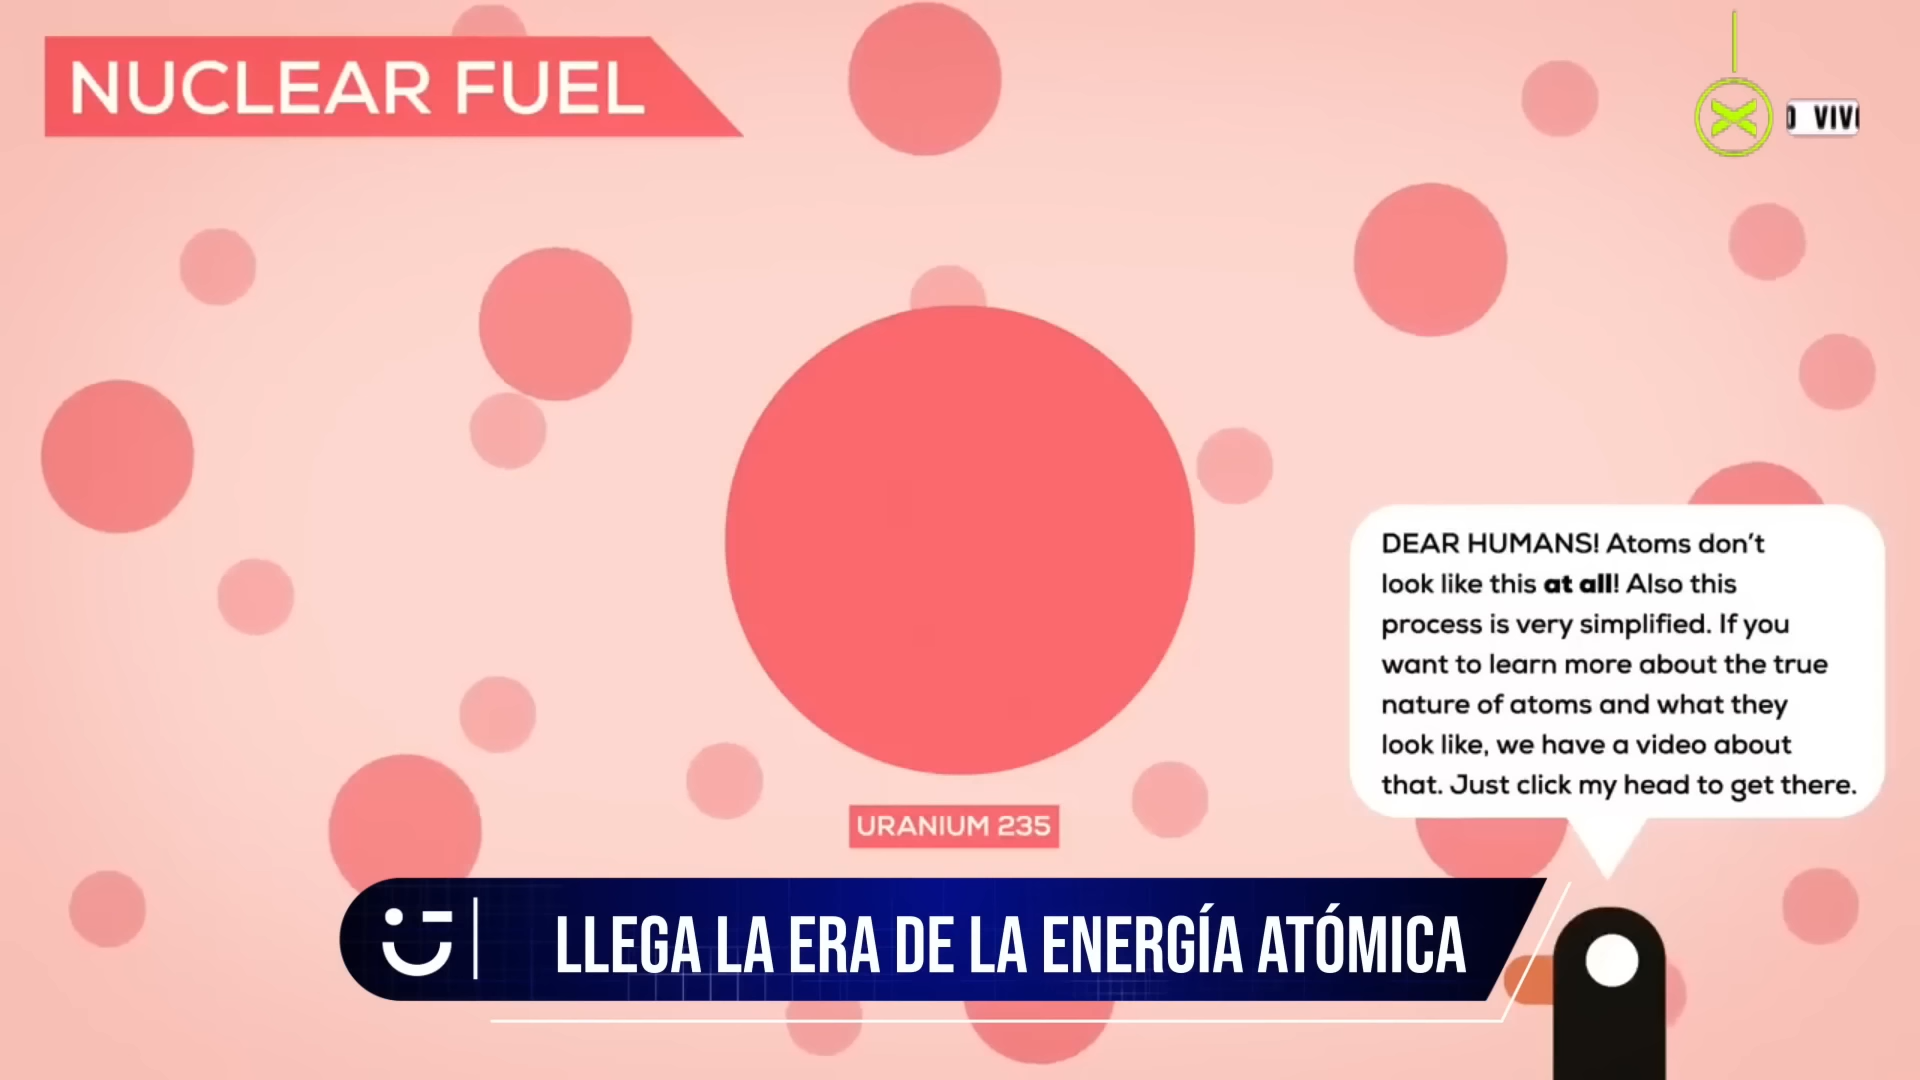 NUCLEAR FUEL
VIV
DEAR HUMANS! Atoms don't
look like this at all! Also this
process is very simplified. If you
want to learn more about the true
nature of atoms and what they
look like, we have a video about
that. Just click my head to get there.
URANIUM 235
LLEGA LA ERA DE LA ENERGÍA ATÓMICA